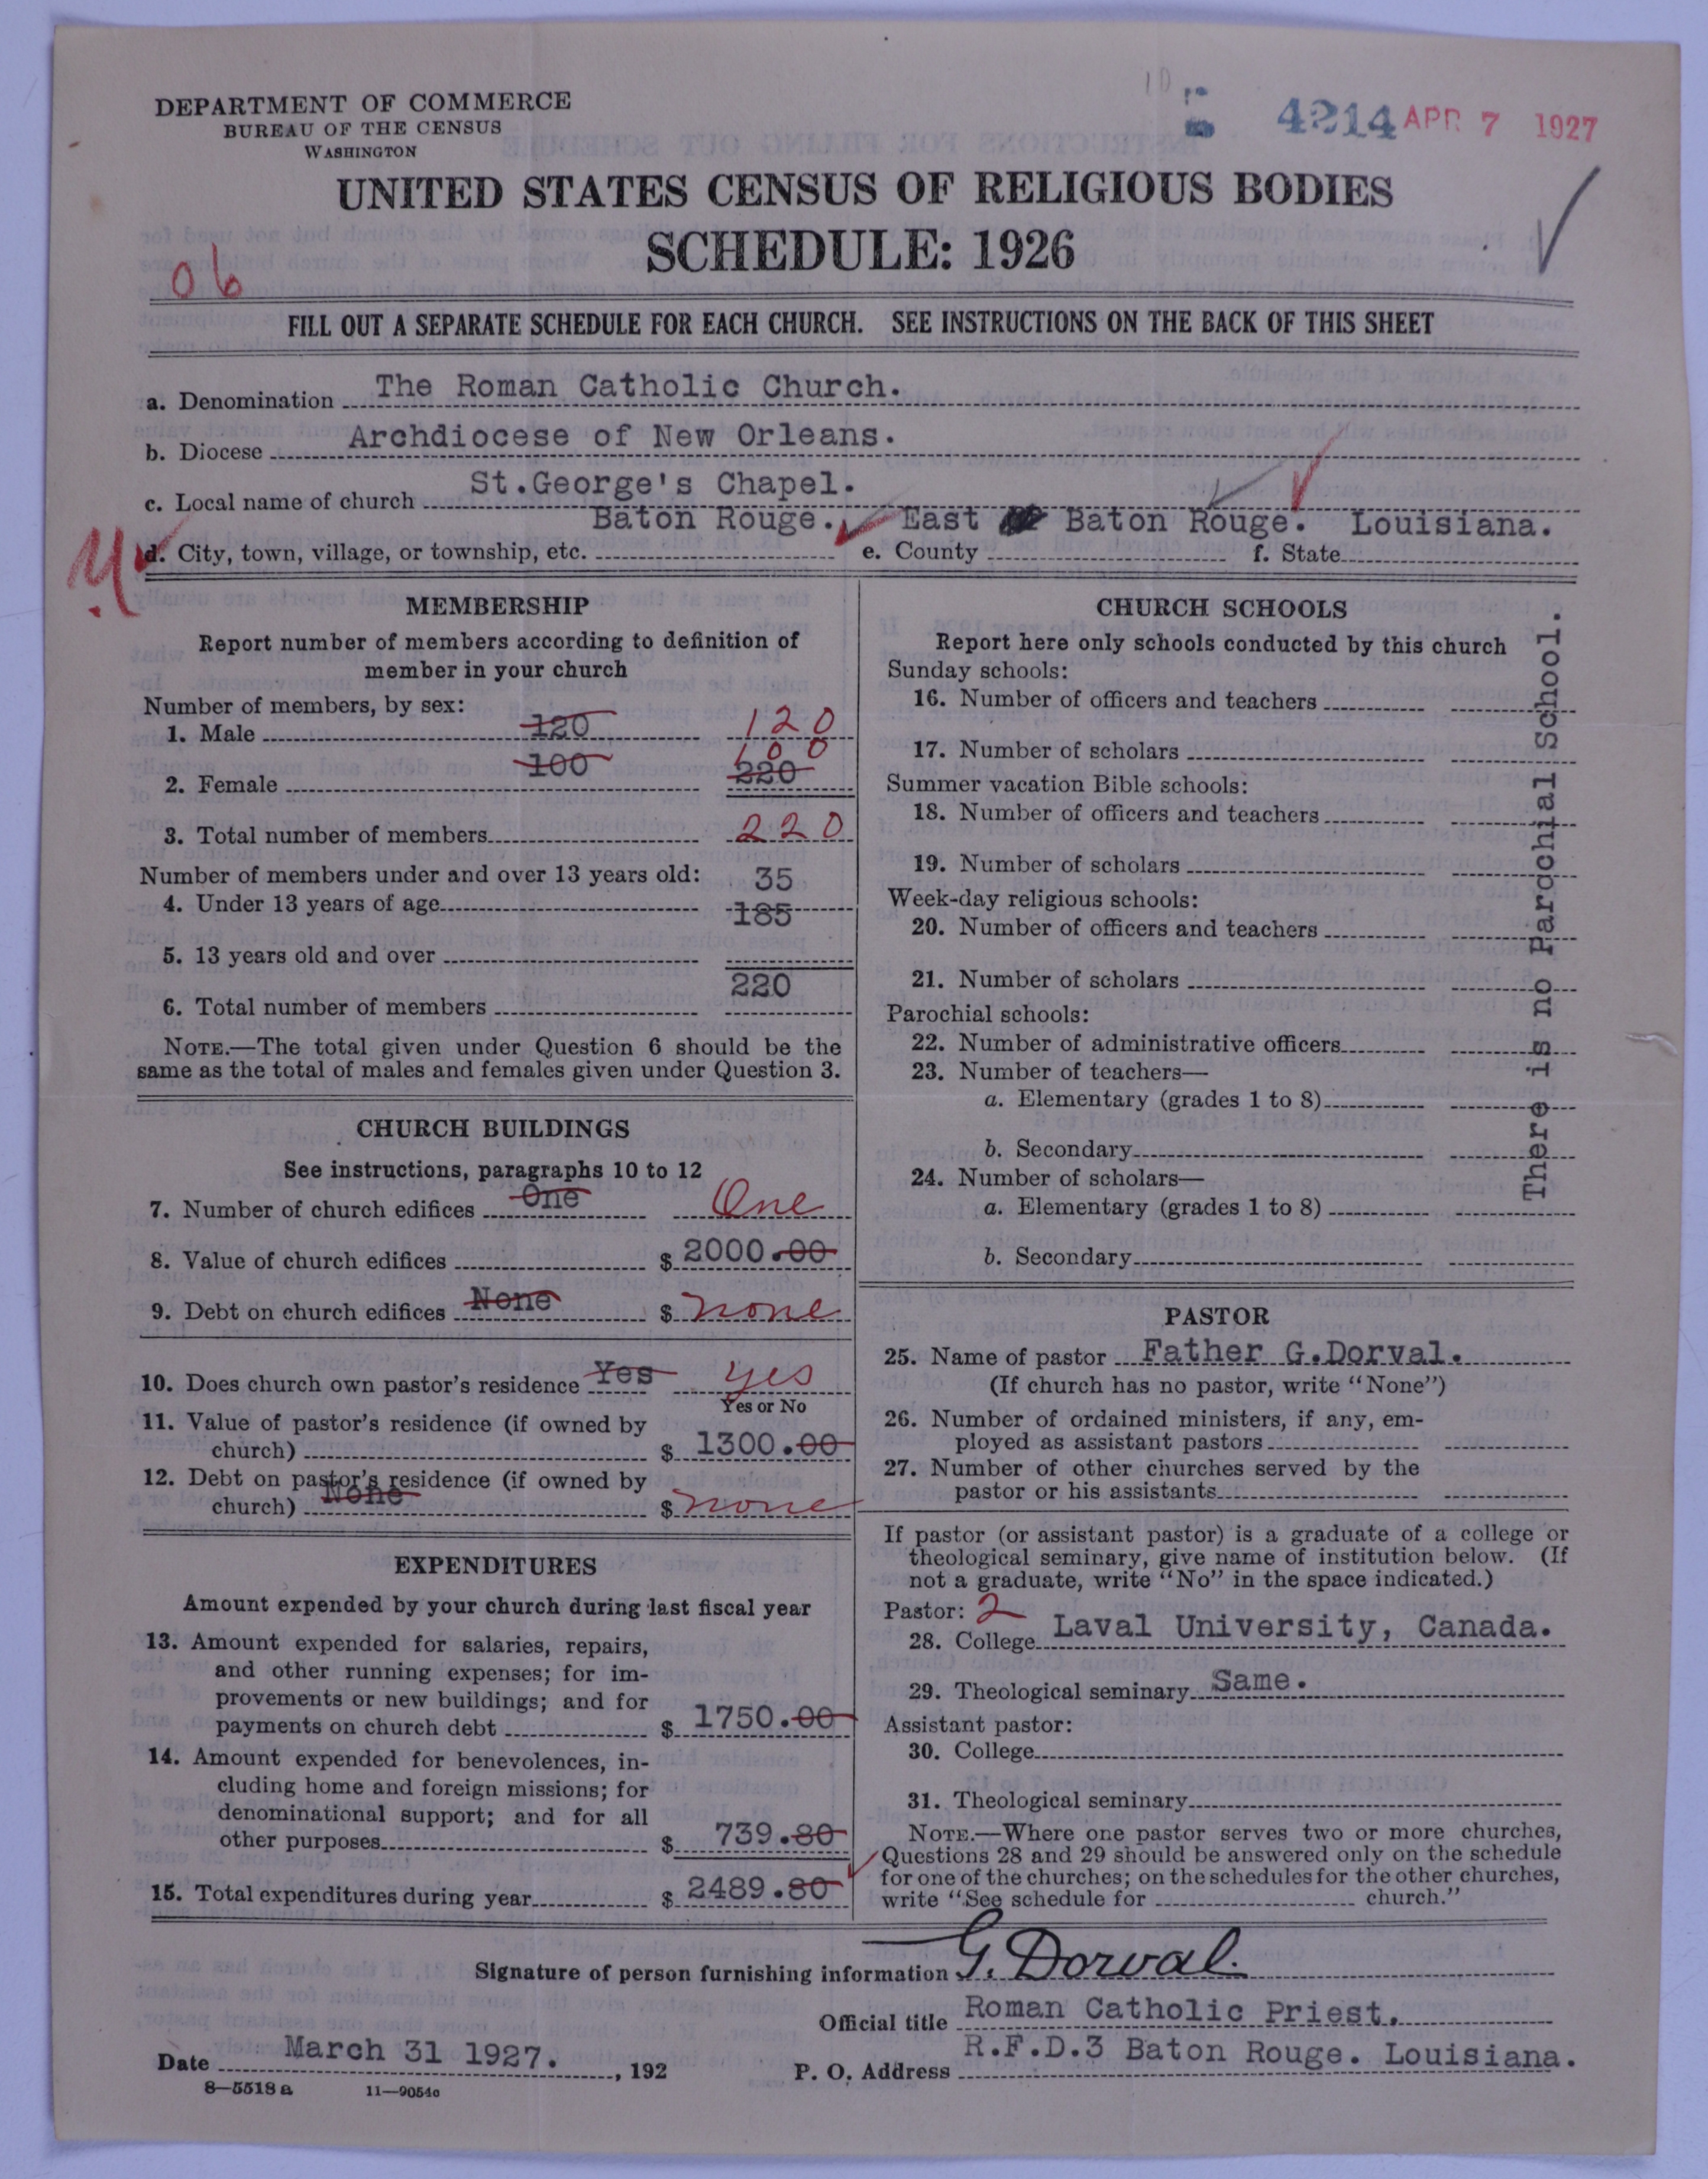 DEPARTMENT OF COMMERCE
BUREAU OF THE CENSUS
WASHINGTON
4214 APR 7 1927
UNITED STATES CENSUS OF RELIGIOUS BODIES
SCHEDULE: 1926
06
FILL OUT A SEPARATE SCHEDULE FOR EACH CHURCH. SEE INSTRUCTIONS ON THE BACK OF THIS SHEET
a. Denomination The Roman Catholic Church.
b. Diocese Archdiocese of New Orleans.
c. Local name of church St.George's Chapel.
d. City, town, village, or township, etc. Baton Rouge. e. County East Baton Rouge. f. State Louisiana.
MEMBERSHIP
Report number of members according to definition of
member in your church
Number of members, by sex:
1. Male 120 120
2. Female 100 220 100
3. Total number of members 220
Number of members under and over 13 years old:
4. Under 13 years of age 35
5. 13 years old and over 185
6. Total number of members 220
NOTE.—The total given under Question 6 should be the
same as the total of males and females given under Question 3.
CHURCH BUILDINGS
See instructions, paragraphs 10 to 12
7. Number of church edifices One One
8. Value of church edifices $ 2000.00
9. Debt on church edifices None $ none
10. Does church own pastor's residence Yes yes
Yes or No
11. Value of pastor's residence (if owned by
church) $ 1300.00
12. Debt on pastor's residence (if owned by
church) None $ none
EXPENDITURES
Amount expended by your church during last fiscal year
13. Amount expended for salaries, repairs,
and other running expenses; for im-
provements or new buildings; and for
payments on church debt $ 1750.00
14. Amount expended for benevolences, in-
cluding home and foreign missions; for
denominational support; and for all
other purposes $ 739.80
15. Total expenditures during year $ 2489.80
CHURCH SCHOOLS
Report here only schools conducted by this church
Sunday schools:
16. Number of officers and teachers
17. Number of scholars
Summer vacation Bible schools:
18. Number of officers and teachers
19. Number of scholars
Week-day religious schools:
20. Number of officers and teachers
21. Number of scholars
Parochial schools:
22. Number of administrative officers
23. Number of teachers—
a. Elementary (grades 1 to 8)
b. Secondary
24. Number of scholars—
a. Elementary (grades 1 to 8)
b. Secondary
There is no Parochial School.
PASTOR
25. Name of pastor Father G.Dorval.
(If church has no pastor, write "None")
26. Number of ordained ministers, if any, em-
ployed as assistant pastors
27. Number of other churches served by the
pastor or his assistants
If pastor (or assistant pastor) is a graduate of a college or
theological seminary, give name of institution below. (If
not a graduate, write "No" in the space indicated.)
Pastor: 2
28. College Laval University, Canada.
29. Theological seminary Same.
Assistant pastor:
30. College
31. Theological seminary
NOTE.—Where one pastor serves two or more churches,
Questions 28 and 29 should be answered only on the schedule
for one of the churches; on the schedules for the other churches,
write "See schedule for church."
Signature of person furnishing information G. Dorval.
Official title Roman Catholic Priest.
Date March 31 1927. , 192
P. O. Address R.F.D.3 Baton Rouge. Louisiana.
8—5518 a 11—9054c